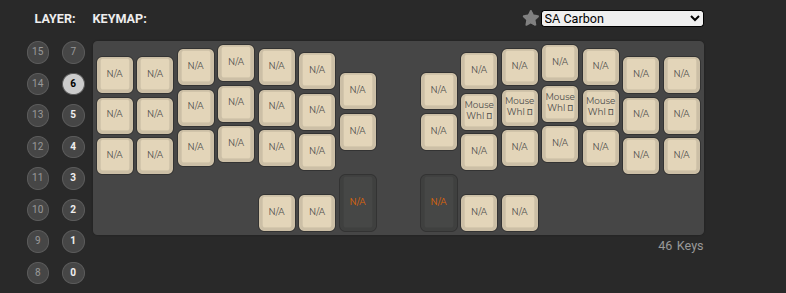 LAYER: KEYMAP: SA Carbon
15 7
14 6
13 5
12 4
11 3
10 2
9 1
8 0
N/A N/A N/A N/A N/A N/A N/A N/A N/A N/A N/A N/A N/A
N/A
N/A N/A N/A N/A N/A N/A Mouse Whl ▯ Mouse Whl ▯ Mouse Whl ▯ Mouse Whl ▯ N/A N/A
N/A N/A
N/A N/A N/A N/A N/A N/A N/A N/A N/A N/A N/A N/A
N/A N/A N/A N/A N/A N/A
46 Keys